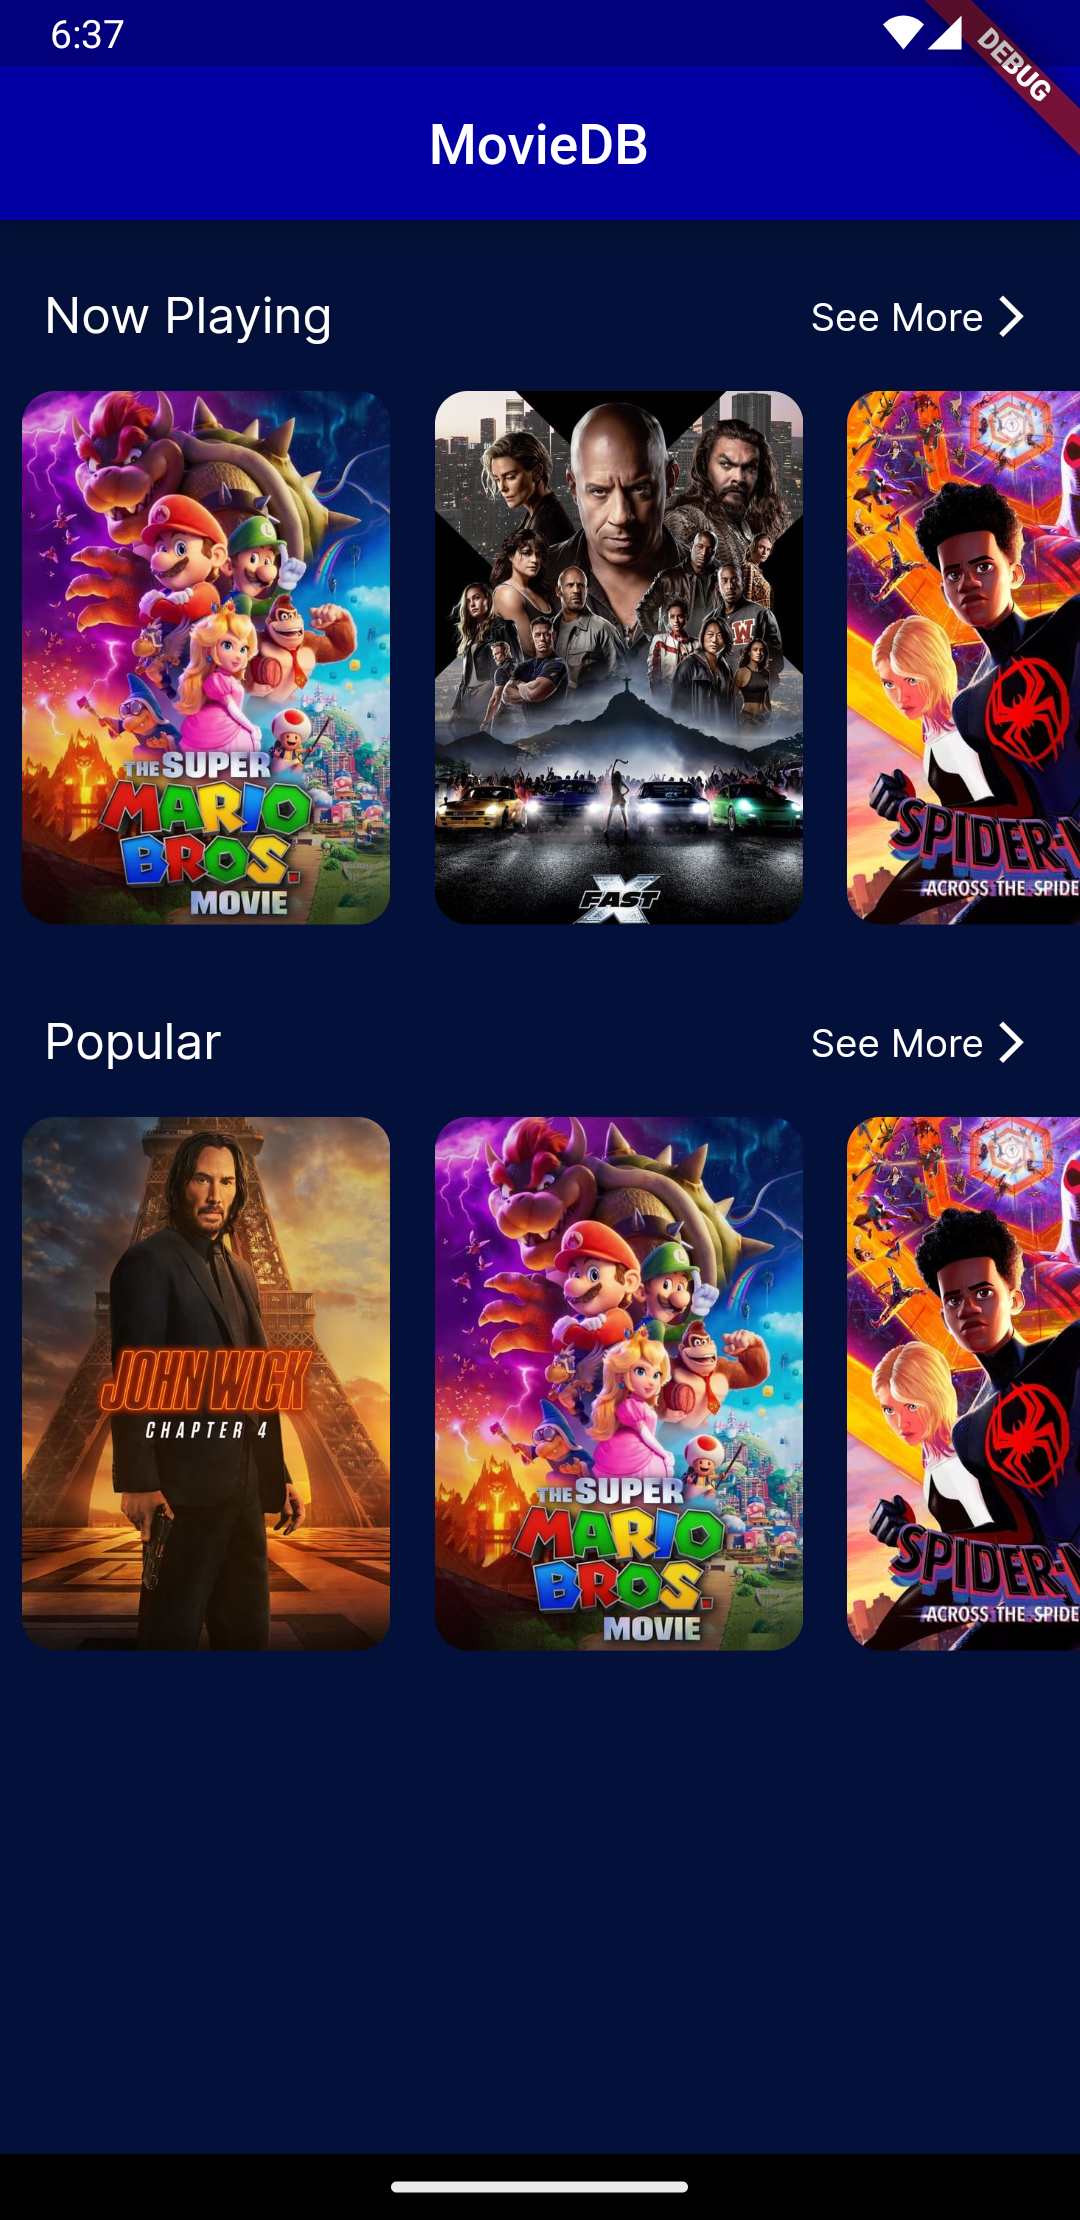 6:37
DEBUG
MovieDB
Now Playing
See More
THE SUPER
MARIO
BROS.
MOVIE
W
FAST
X
SPIDER-
ACROSS THE SPIDE
Popular
See More
JOHN WICK
CHAPTER 4
THE SUPER
MARIO
BROS.
MOVIE
SPIDER-
ACROSS THE SPIDE